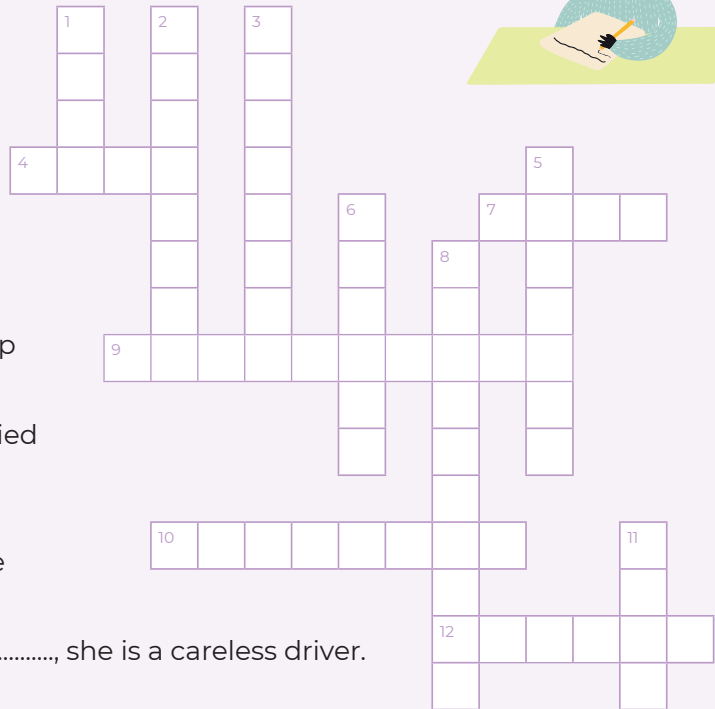 1 2 3
4 5
6 7
8
p
9
ied
10 11
e
12
.........., she is a careless driver.